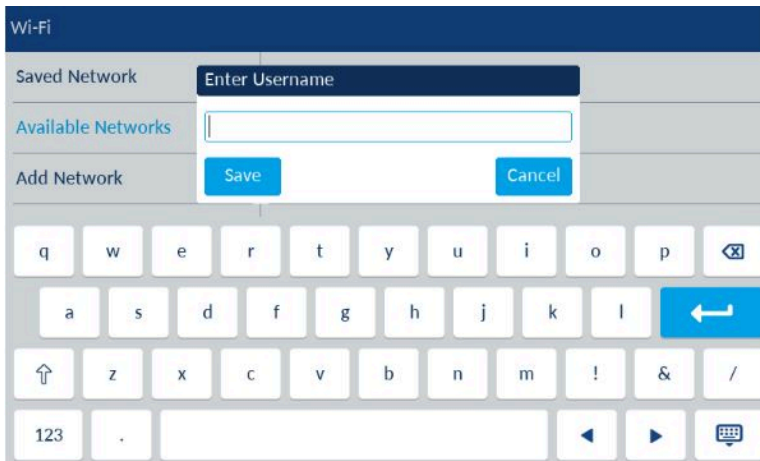 Wi-Fi
Saved Network
Enter Username
Available Networks
Add Network
Save
Cancel
q w e r t y u i o p
a s d f g h j k l
z x c v b n m ! & /
123 .